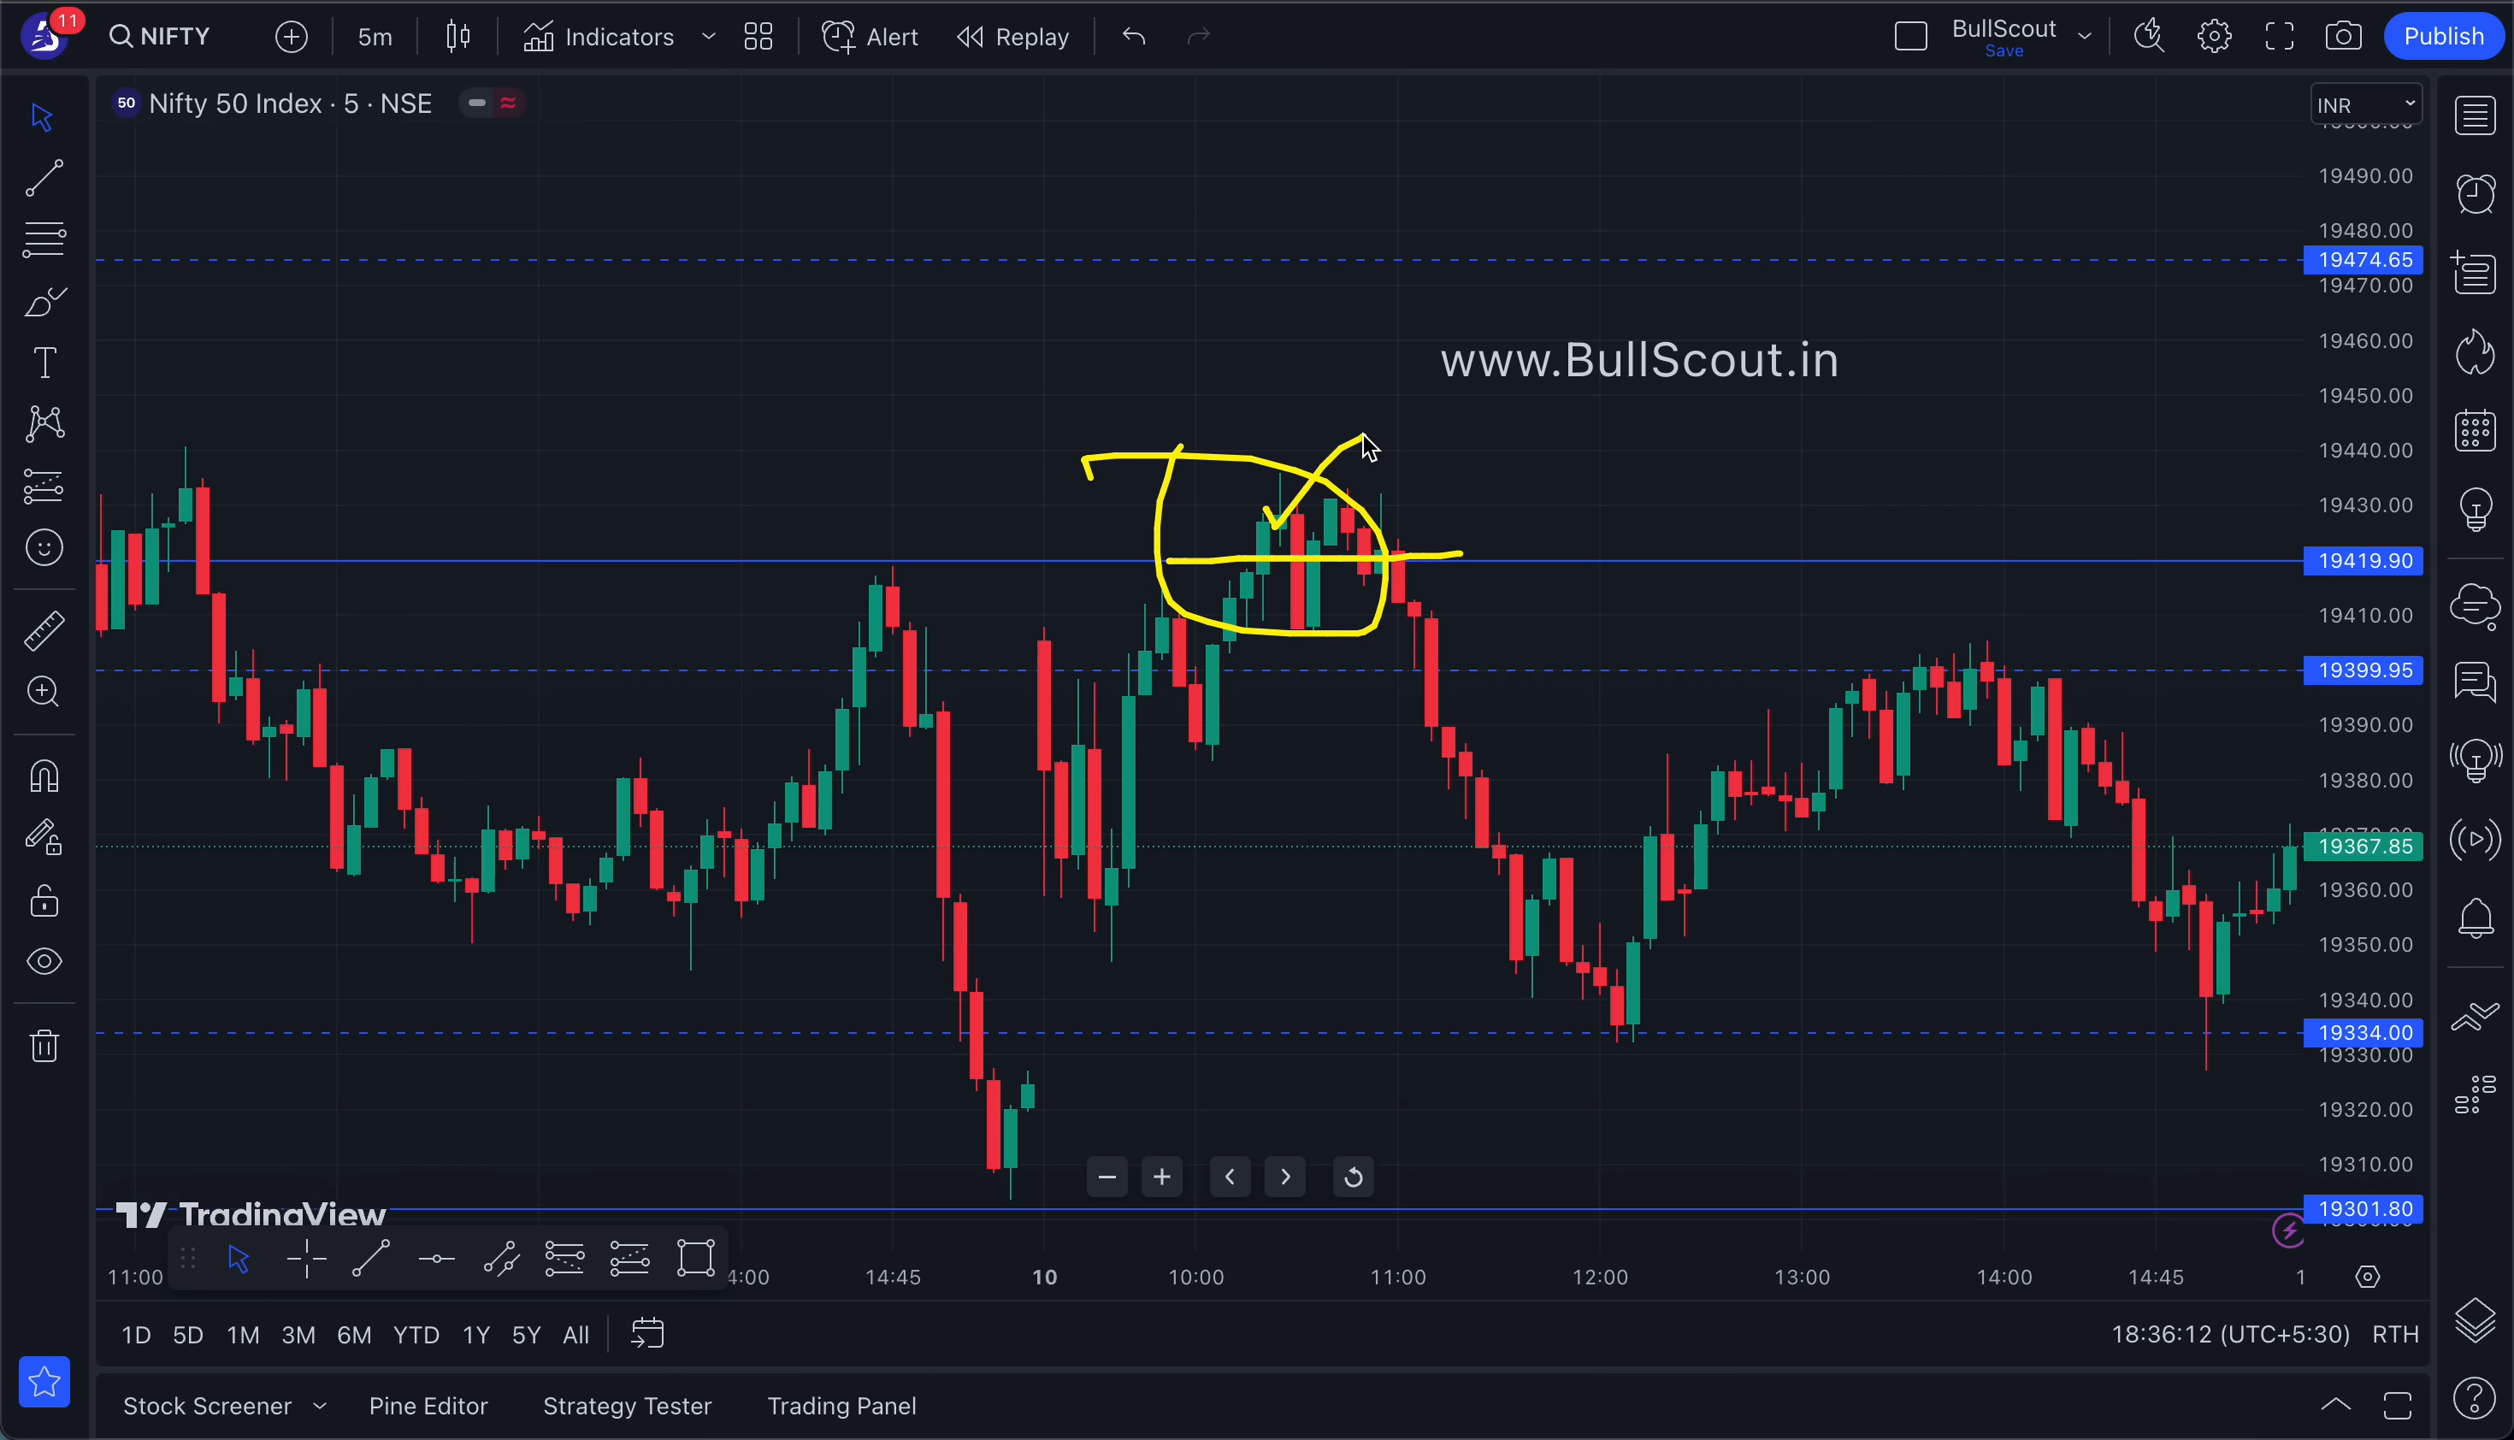 11
NIFTY
5m
Indicators
Alert
Replay
BullScout
Save
Publish
50
Nifty 50 Index · 5 · NSE
INR
19490.00
19480.00
19474.65
19470.00
19460.00
www.BullScout.in
19450.00
19440.00
19430.00
19419.90
19410.00
19399.95
19390.00
19380.00
19367.85
19360.00
19350.00
19340.00
19334.00
19330.00
19320.00
19310.00
19301.80
TradingView
11:00
4:00
14:45
10
10:00
11:00
12:00
13:00
14:00
14:45
1
1D 5D 1M 3M 6M YTD 1Y 5Y All
18:36:12 (UTC+5:30) RTH
Stock Screener
Pine Editor
Strategy Tester
Trading Panel